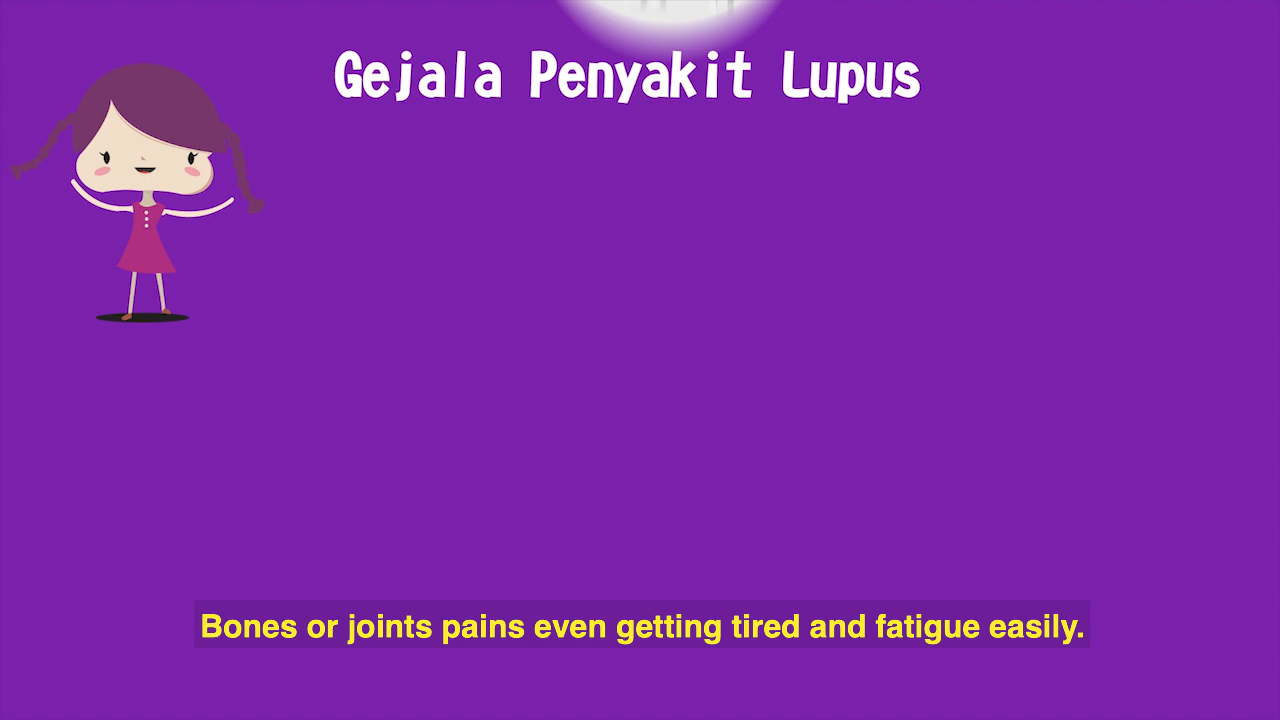 Gejala Penyakit Lupus
Bones or joints pains even getting tired and fatigue easily.